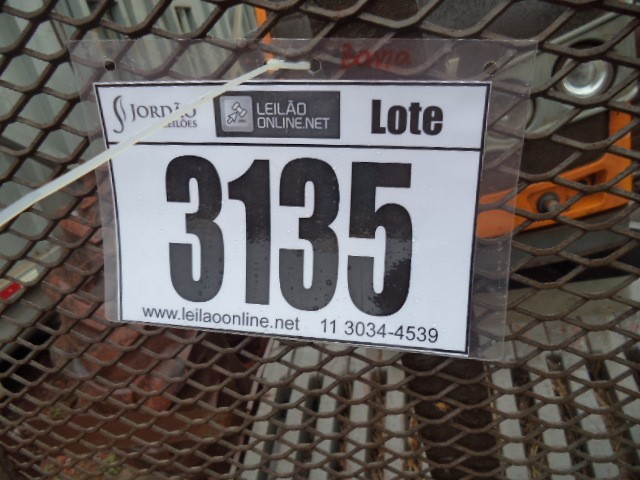 JORDÃO
LEILÕES
LEILÃO
ONLINE.NET
Lote
3135
www.leilaoonline.net 11 3034-4539